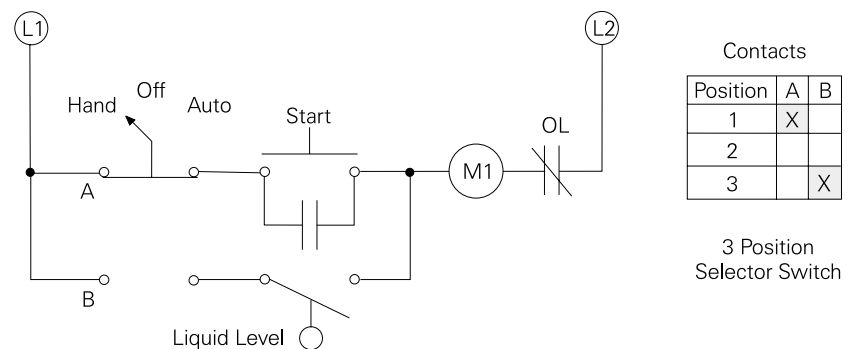 L1
L2
Hand
Off
Auto
Start
OL
M1
A
B
Liquid Level
Contacts
Position A B
1 X
2
3 X
3 Position
Selector Switch